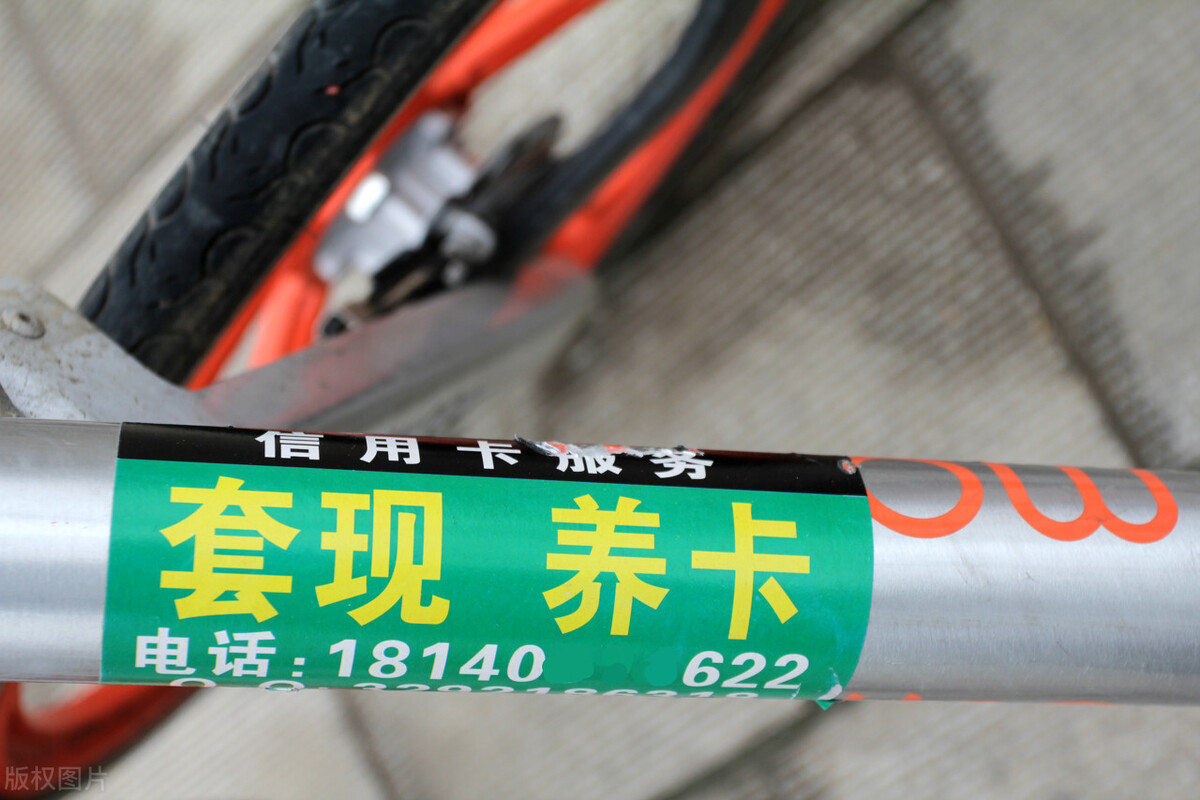 信用卡服务
套现 养卡
电话:18140 622
版权图片